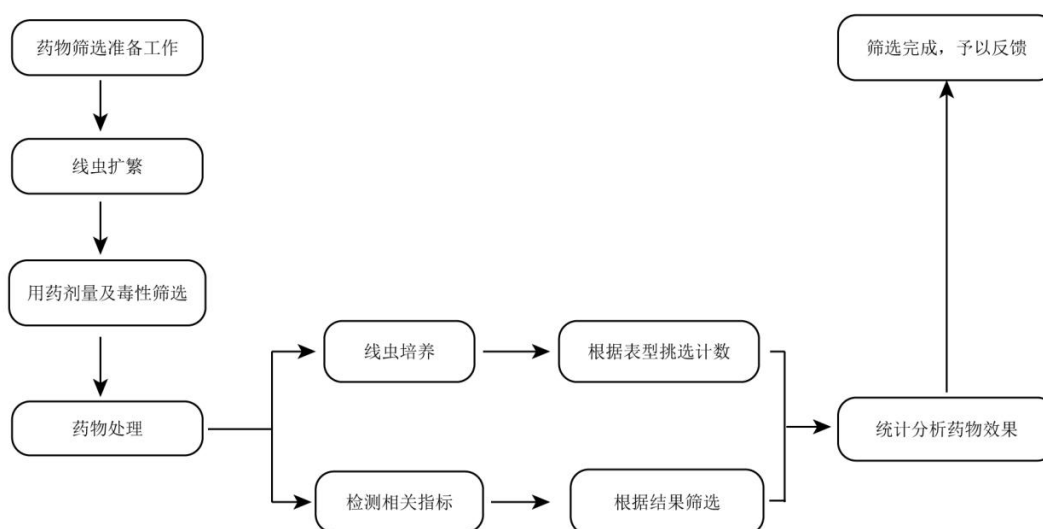 药物筛选准备工作
线虫扩繁
用药剂量及毒性筛选
药物处理
线虫培养
根据表型挑选计数
检测相关指标
根据结果筛选
统计分析药物效果
筛选完成，予以反馈